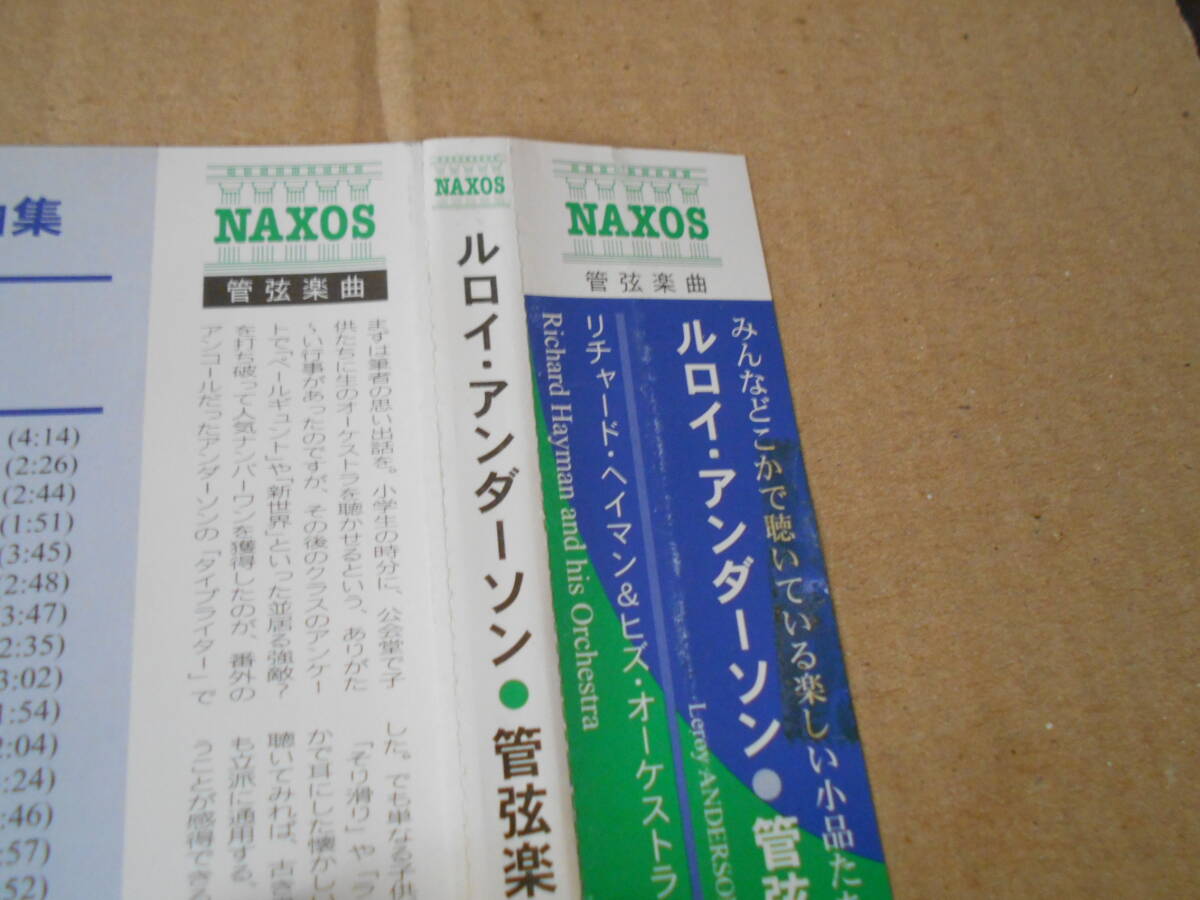 集
(4:14)
(2:26)
(2:44)
(1:51)
(3:45)
2:48)
3:47)
2:35)
3:02)
1:54)
2:04)
:24)
:46)
:57)
:52)
NAXOS
管弦楽曲
まずは筆者の思い出話を。小学生の時分に、公会堂で子
供たちに生のオーケストラを聴かせるという、ありがた
〜い行事があったのですが、その後のクラスのアンケー
トで「ペールギュント」や「新世界」といった並居る強敵?
を打ち破って人気ナンバーワンを獲得したのが、番外の
アンコールだったアンダーソンの「タイプライター」で
した。でも単なる子供
「そり滑り」や「ラ
かで耳にした懐かしい
聴いてみれば、古き
も立派に通用する。
うことが感得できる
NAXOS
ルロイ・アンダーソン●管弦楽
NAXOS
管弦楽曲
みんなどこかで聴いている楽しい小品たち
ルロイ・アンダーソン●管弦
Leroy ANDERSO
リチャード・ヘイマン&ヒズ・オーケストラ
Richard Hayman and his Orchestra